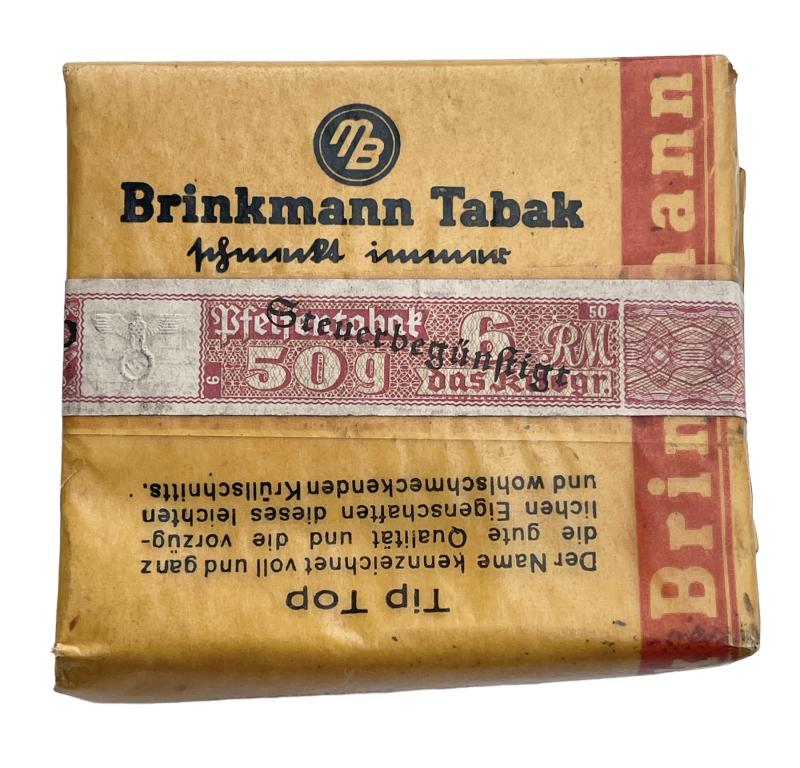 MB
Brinkmann Tabak
schmeckt immer
Pfeifentabak
50g
6 RM
das Kilogr.
50
6
Steuerbegünstigt
Tip Top
Der Name kennzeichnet voll und ganz
die gute Qualität und die vorzüg-
lichen Eigenschaften dieses leichten
und wohlschmeckenden Krüllschnitts.
Brinkmann